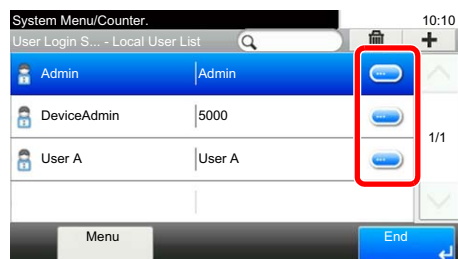 System Menu/Counter. 10:10
User Login S... - Local User List
Admin Admin
DeviceAdmin 5000
1/1
User A User A
Menu End